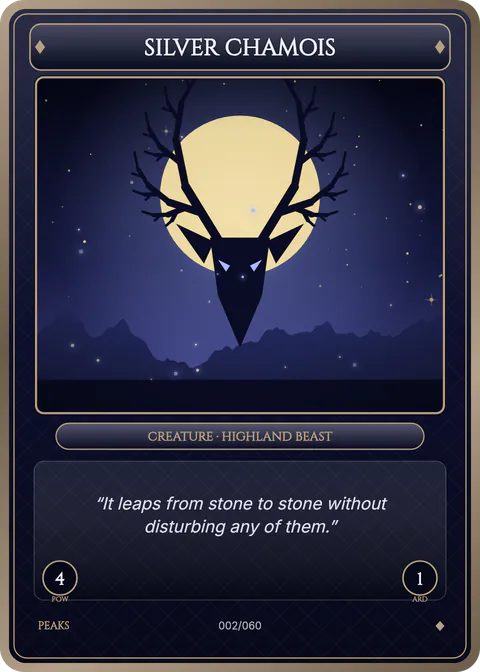 SILVER CHAMOIS
CREATURE · HIGHLAND BEAST
“It leaps from stone to stone without
disturbing any of them.”
4
POW
1
ARD
PEAKS
002/060